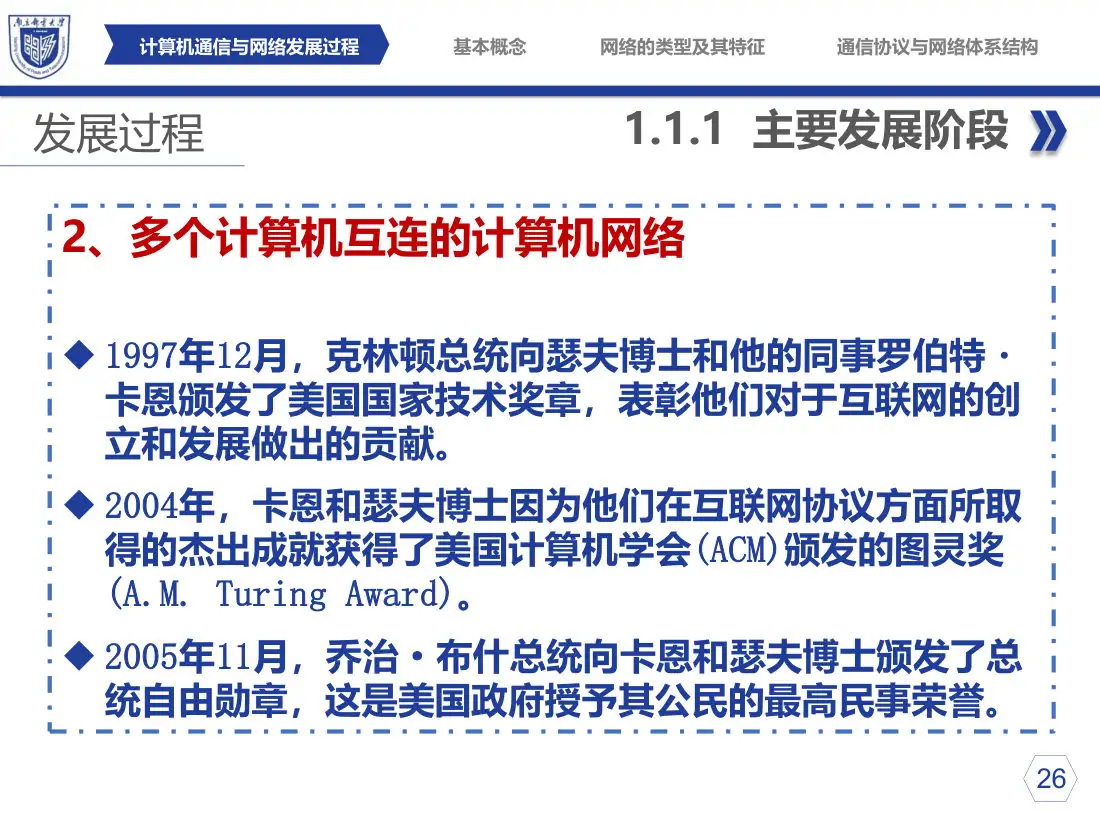 南京邮电大学
计算机通信与网络发展过程
基本概念
网络的类型及其特征
通信协议与网络体系结构
发展过程
1.1.1 主要发展阶段
2、多个计算机互连的计算机网络
1997年12月，克林顿总统向瑟夫博士和他的同事罗伯特·
卡恩颁发了美国国家技术奖章，表彰他们对于互联网的创
立和发展做出的贡献。
2004年，卡恩和瑟夫博士因为他们在互联网协议方面所取
得的杰出成就获得了美国计算机学会(ACM)颁发的图灵奖
(A.M. Turing Award)。
2005年11月，乔治·布什总统向卡恩和瑟夫博士颁发了总
统自由勋章，这是美国政府授予其公民的最高民事荣誉。
26